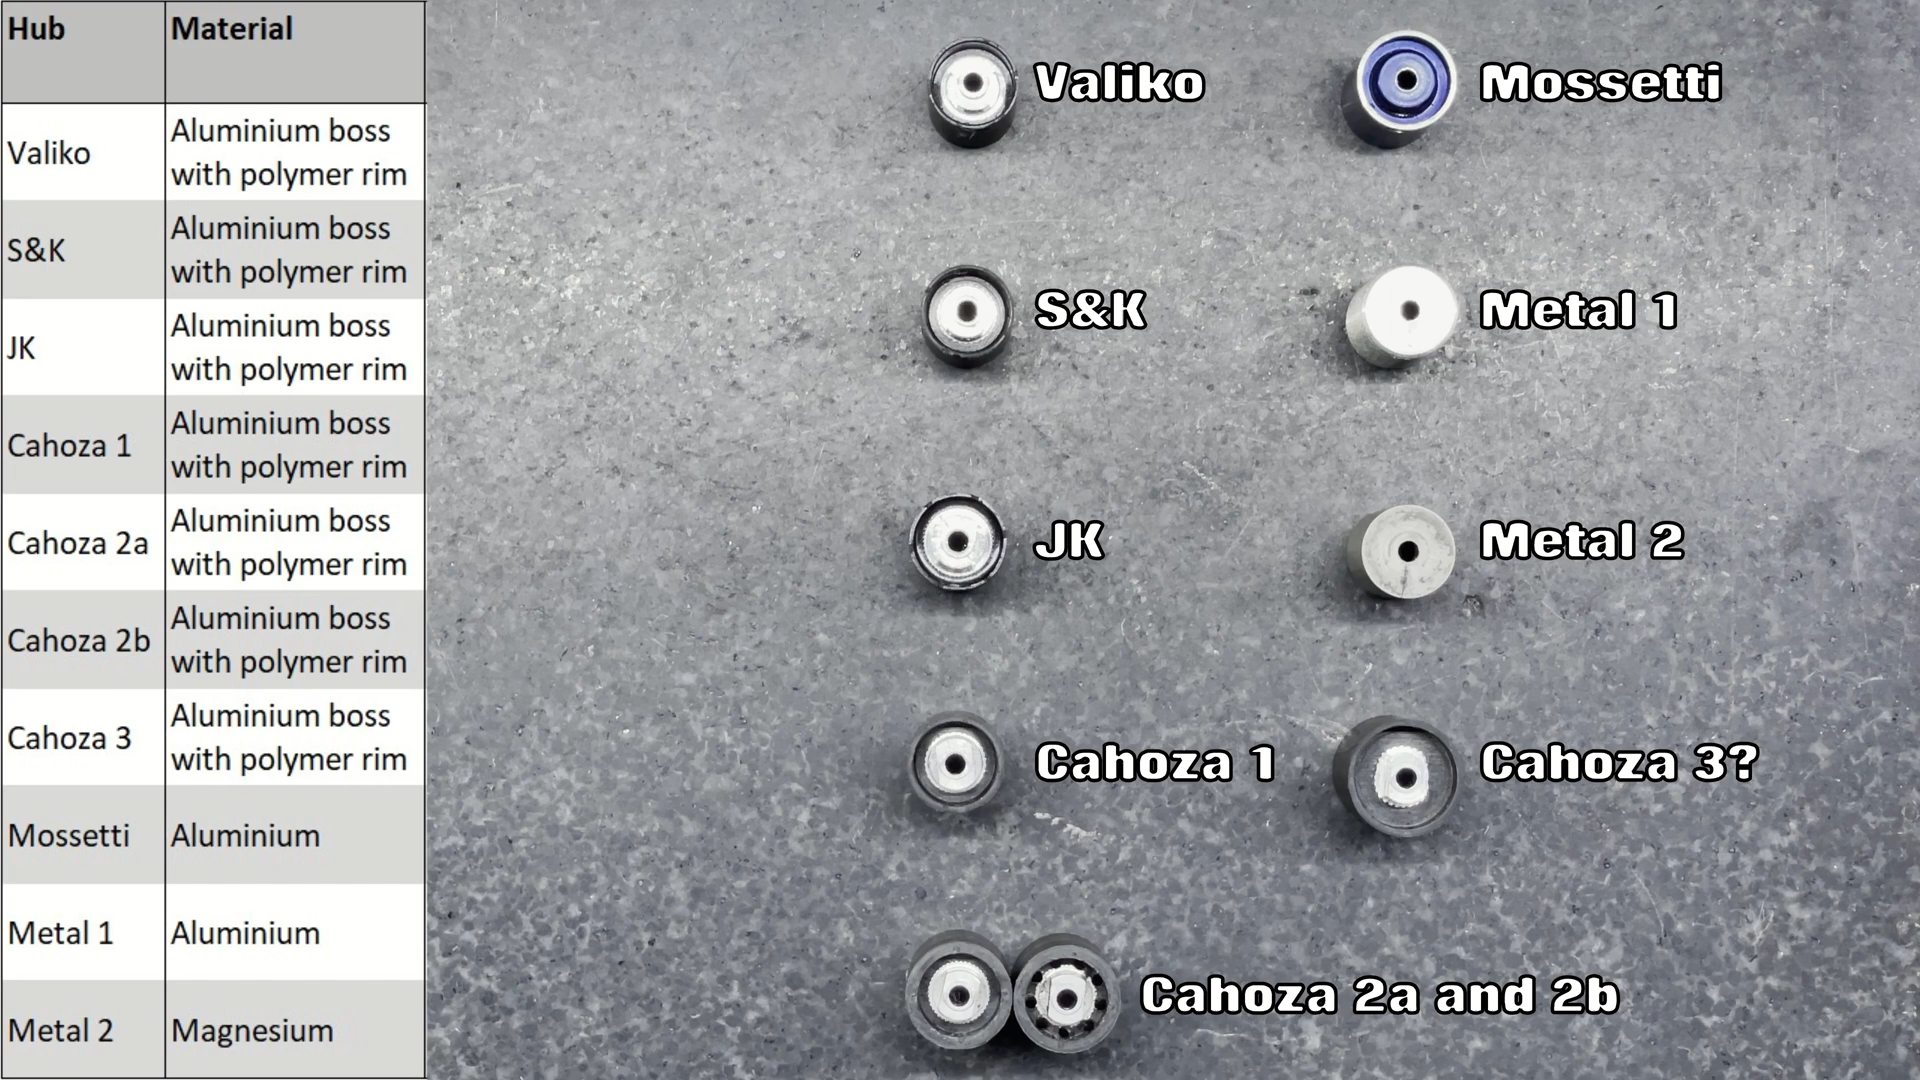 Hub Material
Valiko Aluminium boss
with polymer rim
S&K Aluminium boss
with polymer rim
JK Aluminium boss
with polymer rim
Cahoza 1 Aluminium boss
with polymer rim
Cahoza 2a Aluminium boss
with polymer rim
Cahoza 2b Aluminium boss
with polymer rim
Cahoza 3 Aluminium boss
with polymer rim
Mossetti Aluminium
Metal 1 Aluminium
Metal 2 Magnesium
Valiko Mossetti
S&K Metal 1
JK Metal 2
Cahoza 1 Cahoza 3?
Cahoza 2a and 2b